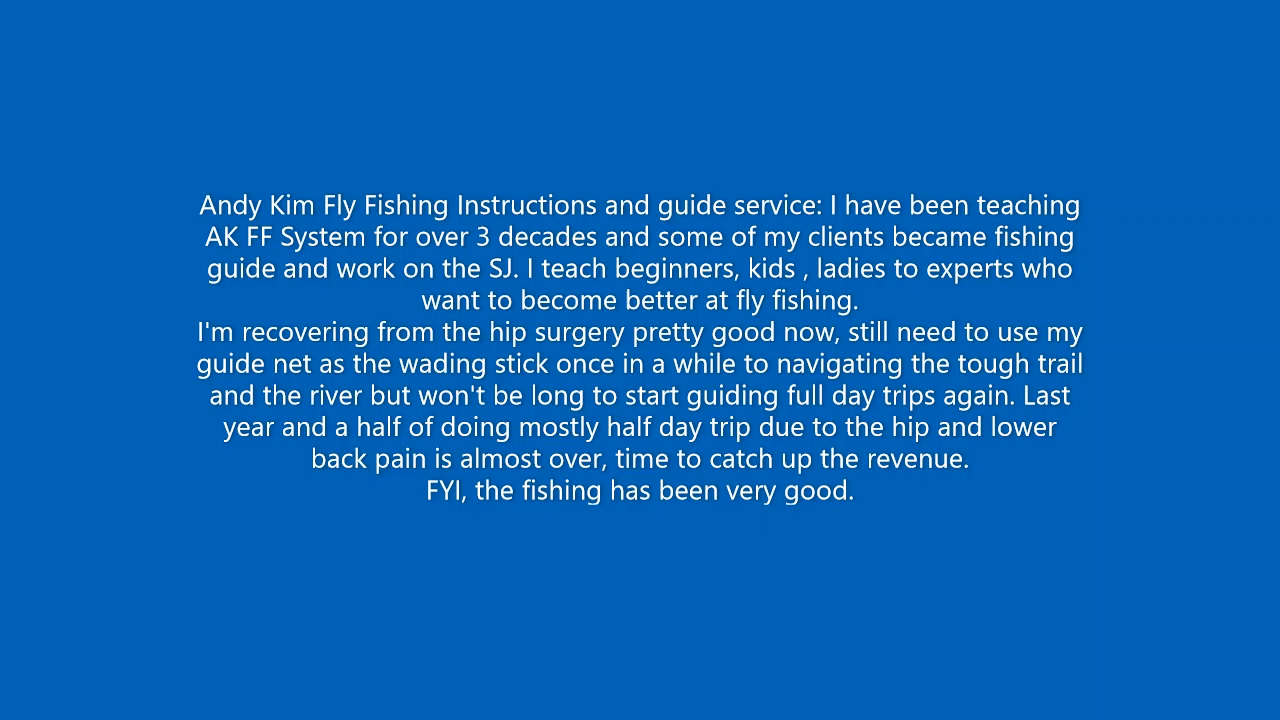 Andy Kim Fly Fishing Instructions and guide service: I have been teaching
AK FF System for over 3 decades and some of my clients became fishing
guide and work on the SJ. I teach beginners, kids , ladies to experts who
want to become better at fly fishing.
I'm recovering from the hip surgery pretty good now, still need to use my
guide net as the wading stick once in a while to navigating the tough trail
and the river but won't be long to start guiding full day trips again. Last
year and a half of doing mostly half day trip due to the hip and lower
back pain is almost over, time to catch up the revenue.
FYI, the fishing has been very good.